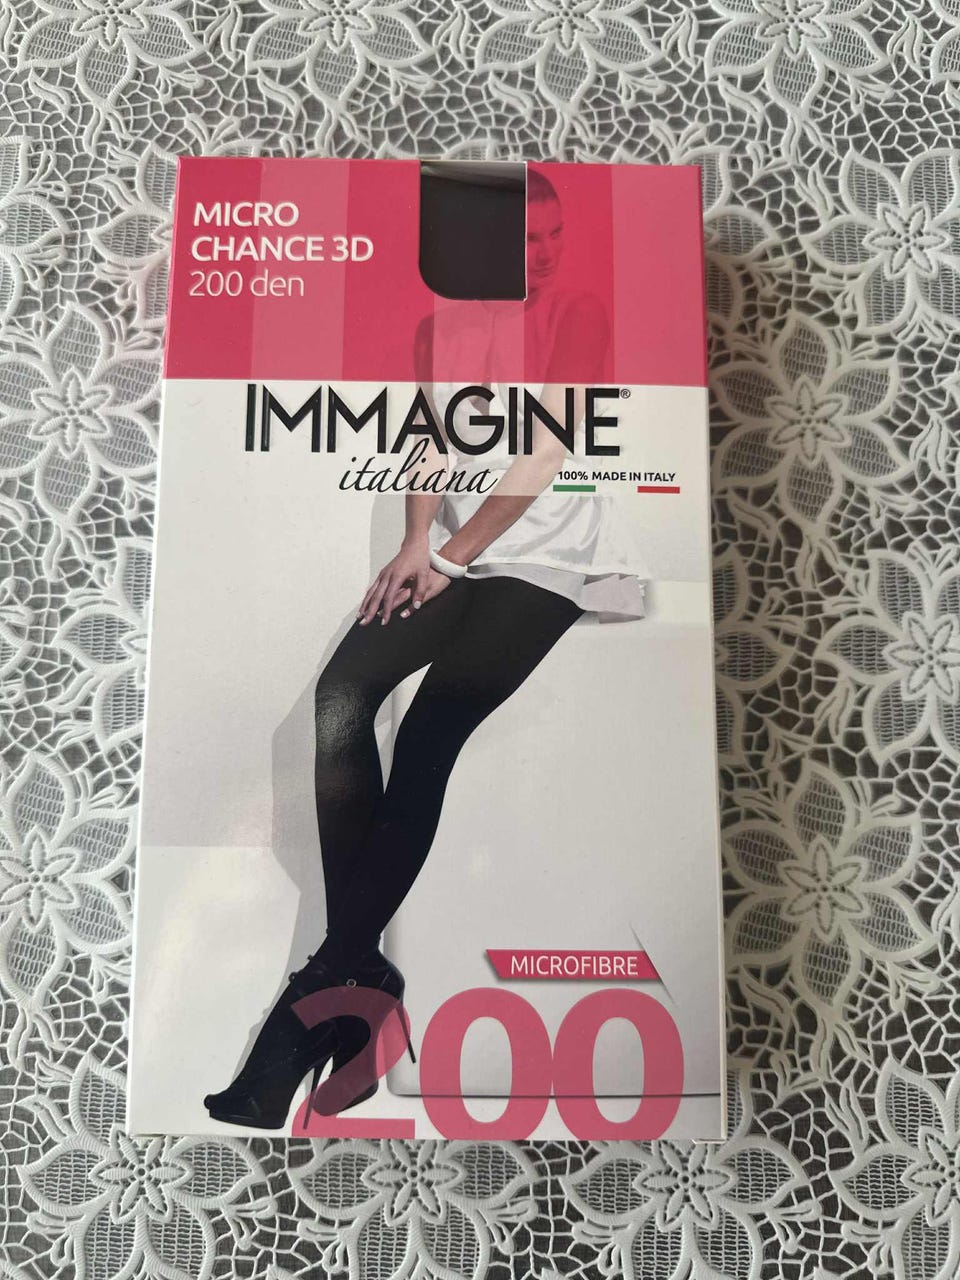 MICRO
CHANCE 3D
200 den
IMMAGINE®
italiana
100% MADE IN ITALY
MICROFIBRE
200